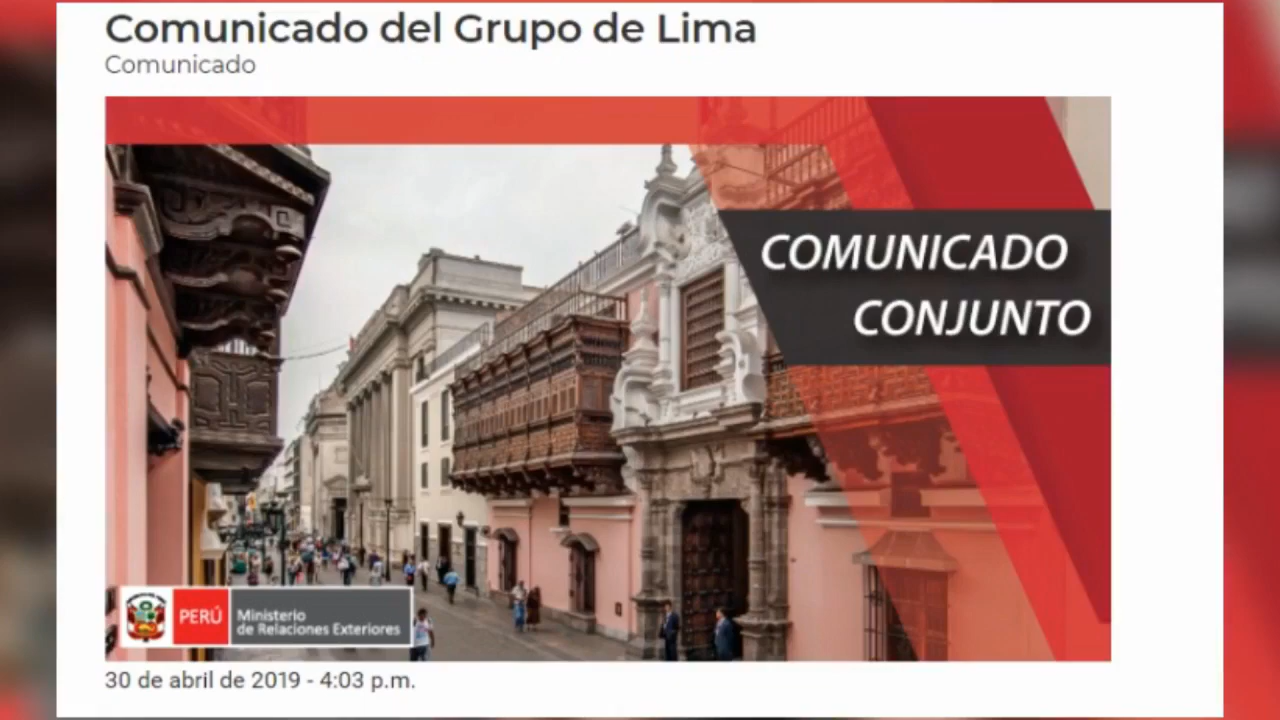 Comunicado del Grupo de Lima
Comunicado
COMUNICADO
CONJUNTO
PERÚ
Ministerio
de Relaciones Exteriores
30 de abril de 2019 - 4:03 p.m.